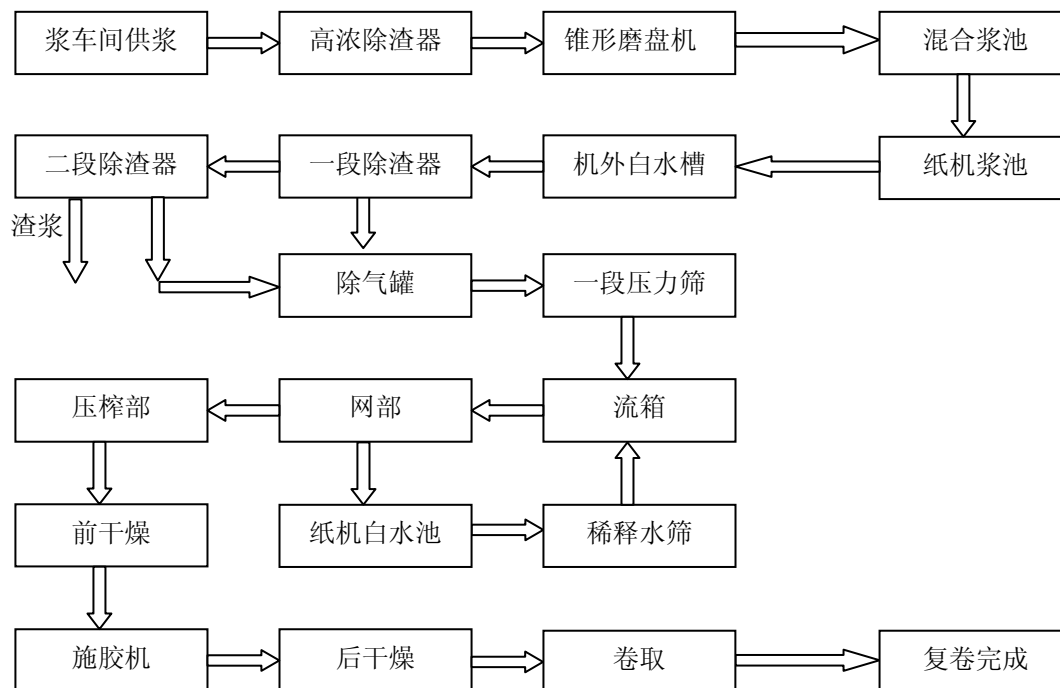 浆车间供浆
高浓除渣器
锥形磨盘机
混合浆池
二段除渣器
一段除渣器
机外白水槽
纸机浆池
渣浆
除气罐
一段压力筛
压榨部
网部
流箱
前干燥
纸机白水池
稀释水筛
施胶机
后干燥
卷取
复卷完成